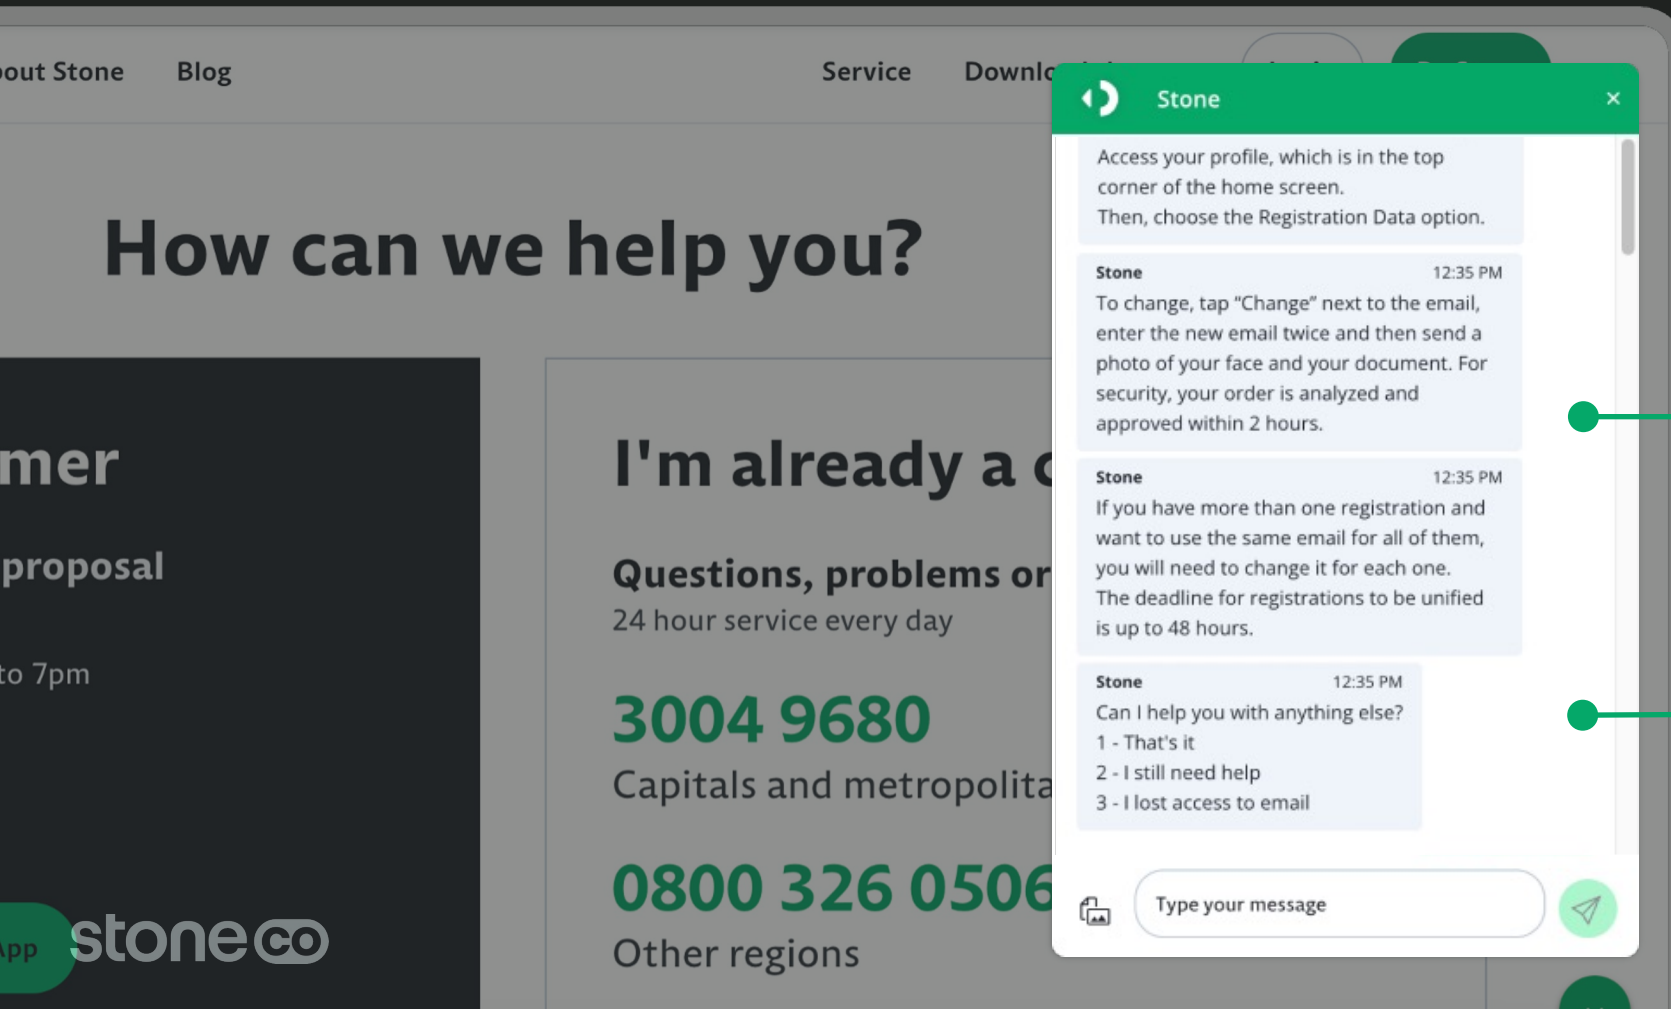 out Stone
Blog
Service
How can we help you?
mer
proposal
to 7pm
App
stoneco
I'm already a
Questions, problems or
24 hour service every day
3004 9680
Capitals and
0800 326 0506
Other regions
Stone
×
Access your profile, which is in the top
corner of the home screen.
Then, choose the Registration Data option.
Stone 12:35 PM
To change, tap “Change” next to the email,
enter the new email twice and then send a
photo of your face and your document. For
security, your order is analyzed and
approved within 2 hours.
Stone 12:35 PM
If you have more than one registration and
want to use the same email for all of them,
you will need to change it for each one.
The deadline for registrations to be unified
is up to 48 hours.
Stone 12:35 PM
Can I help you with anything else?
1 - That's it
2 - I still need help
3 - I lost access to email
Type your message